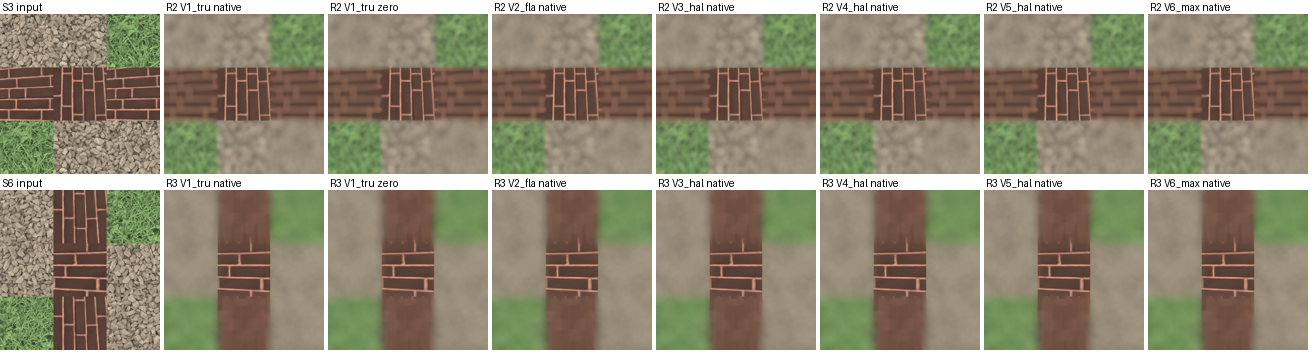 S3 input
R2 V1_tru native
R2 V1_tru zero
R2 V2_fla native
R2 V3_hal native
R2 V4_hal native
R2 V5_hal native
R2 V6_max native
S6 input
R3 V1_tru native
R3 V1_tru zero
R3 V2_fla native
R3 V3_hal native
R3 V4_hal native
R3 V5_hal native
R3 V6_max native